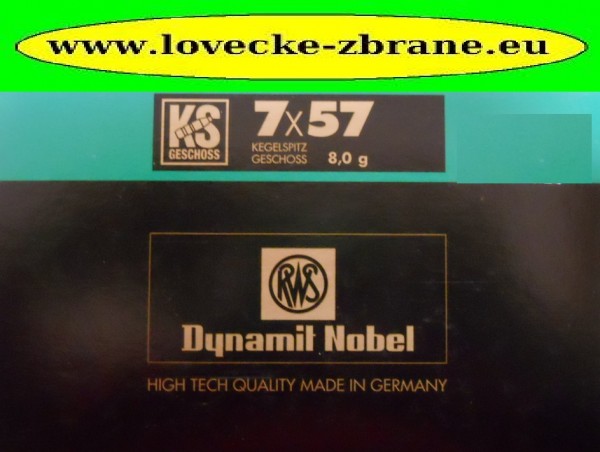 www.lovecke-zbrane.eu
KS 7x57
GESCHOSS KEGELSPITZ
GESCHOSS 8,0 g
RWS
Dynamit Nobel
HIGH TECH QUALITY MADE IN GERMANY